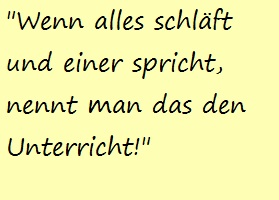 "Wenn alles schläft
und einer spricht,
nennt man das den
Unterricht!"